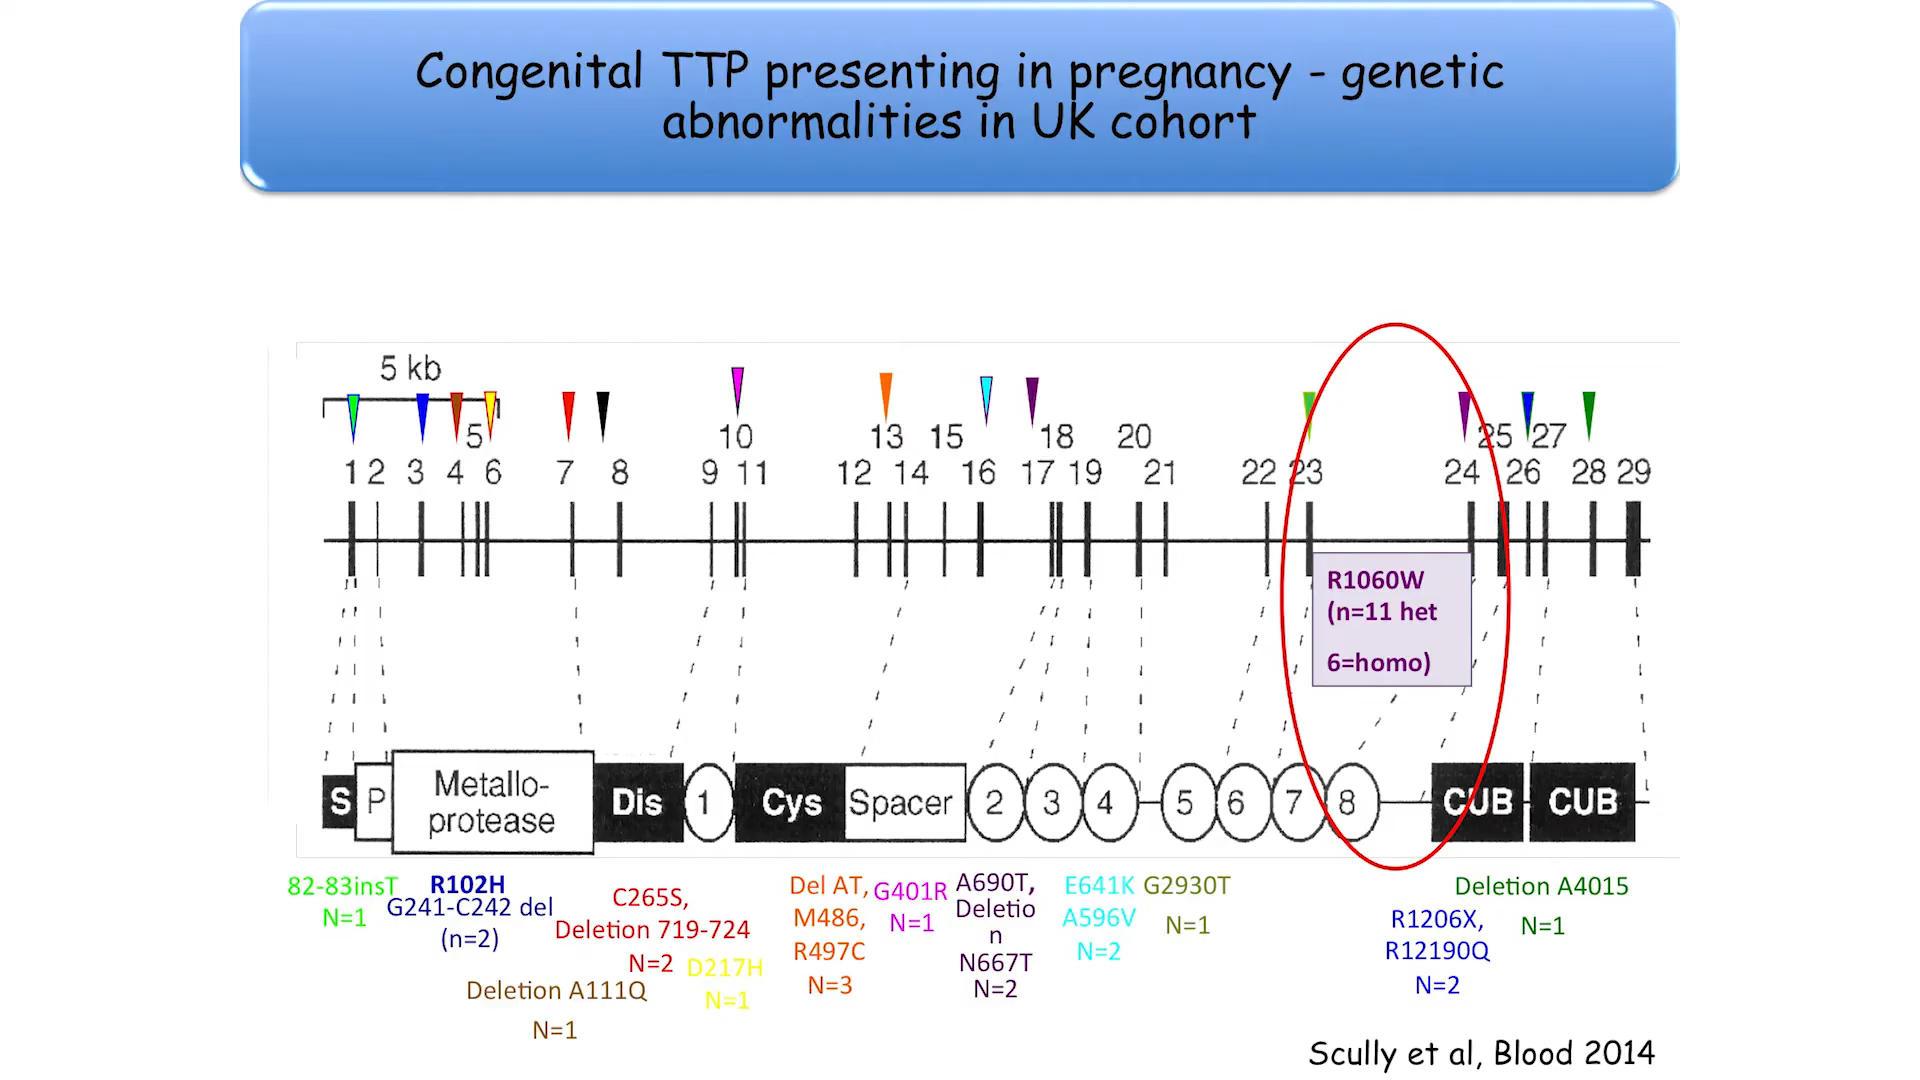 Congenital TTP presenting in pregnancy - genetic
abnormalities in UK cohort
5 kb
10 13 15 18 20 25 27
5
1 2 3 4 6 7 8 9 11 12 14 16 17 19 21 22 23 24 26 28 29
R1060W
(n=11 het
6=homo)
S P Metallo-
protease
Dis 1 Cys Spacer 2 3 4 5 6 7 8 CUB CUB
82-83insT
N=1
R102H
G241-C242 del
(n=2)
Deletion A111Q
N=1
C265S,
Deletion 719-724
N=2
D217H
N=1
Del AT,
M486,
R497C
N=3
G401R
N=1
A690T,
Deletio
n
N667T
N=2
E641K
A596V
N=2
G2930T
N=1
R1206X,
R12190Q
N=2
Deletion A4015
N=1
Scully et al, Blood 2014